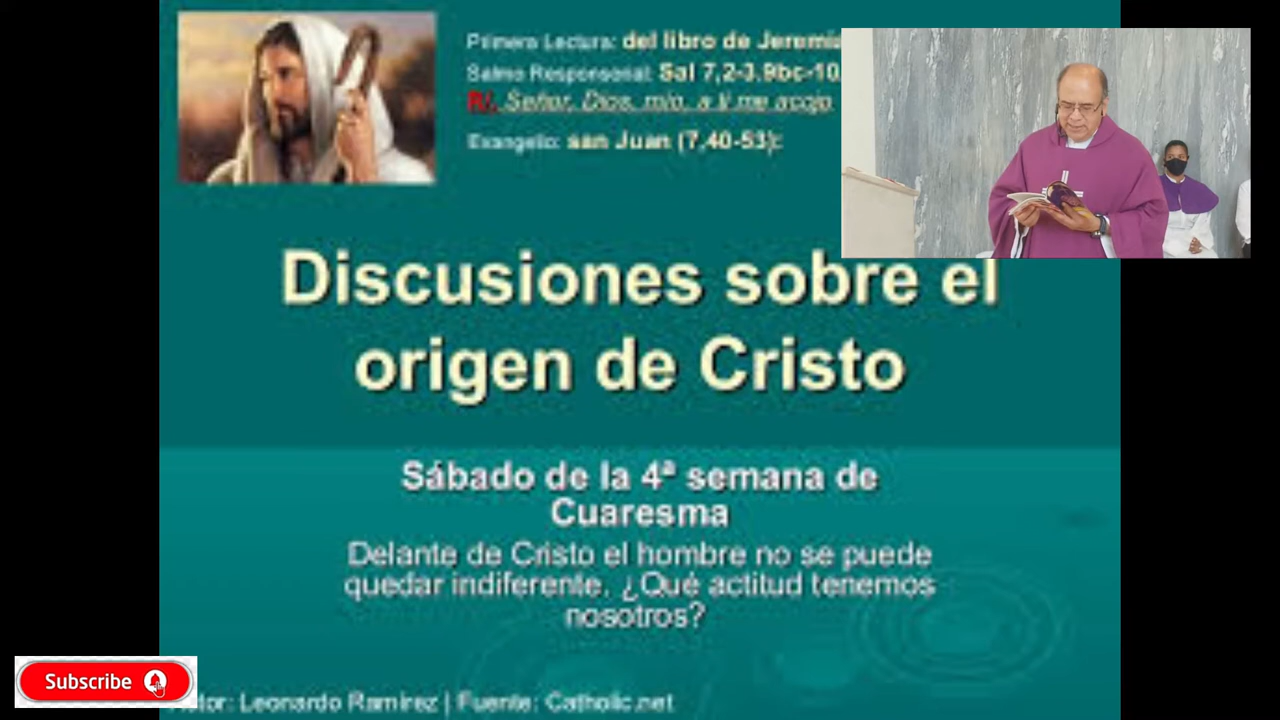 Primera Lectura: del libro de Jeremía
Salmo Responsorial: Sal 7,2-3.9bc-10.
R/. Señor, Dios, mío, a ti me acojo
Evangelio: san Juan (7,40-53):
Discusiones sobre el
origen de Cristo
Sábado de la 4ª semana de
Cuaresma
Delante de Cristo el hombre no se puede
quedar indiferente. ¿Qué actitud tenemos
nosotros?
Subscribe
Leonardo Ramírez | Fuente: Catholic.net